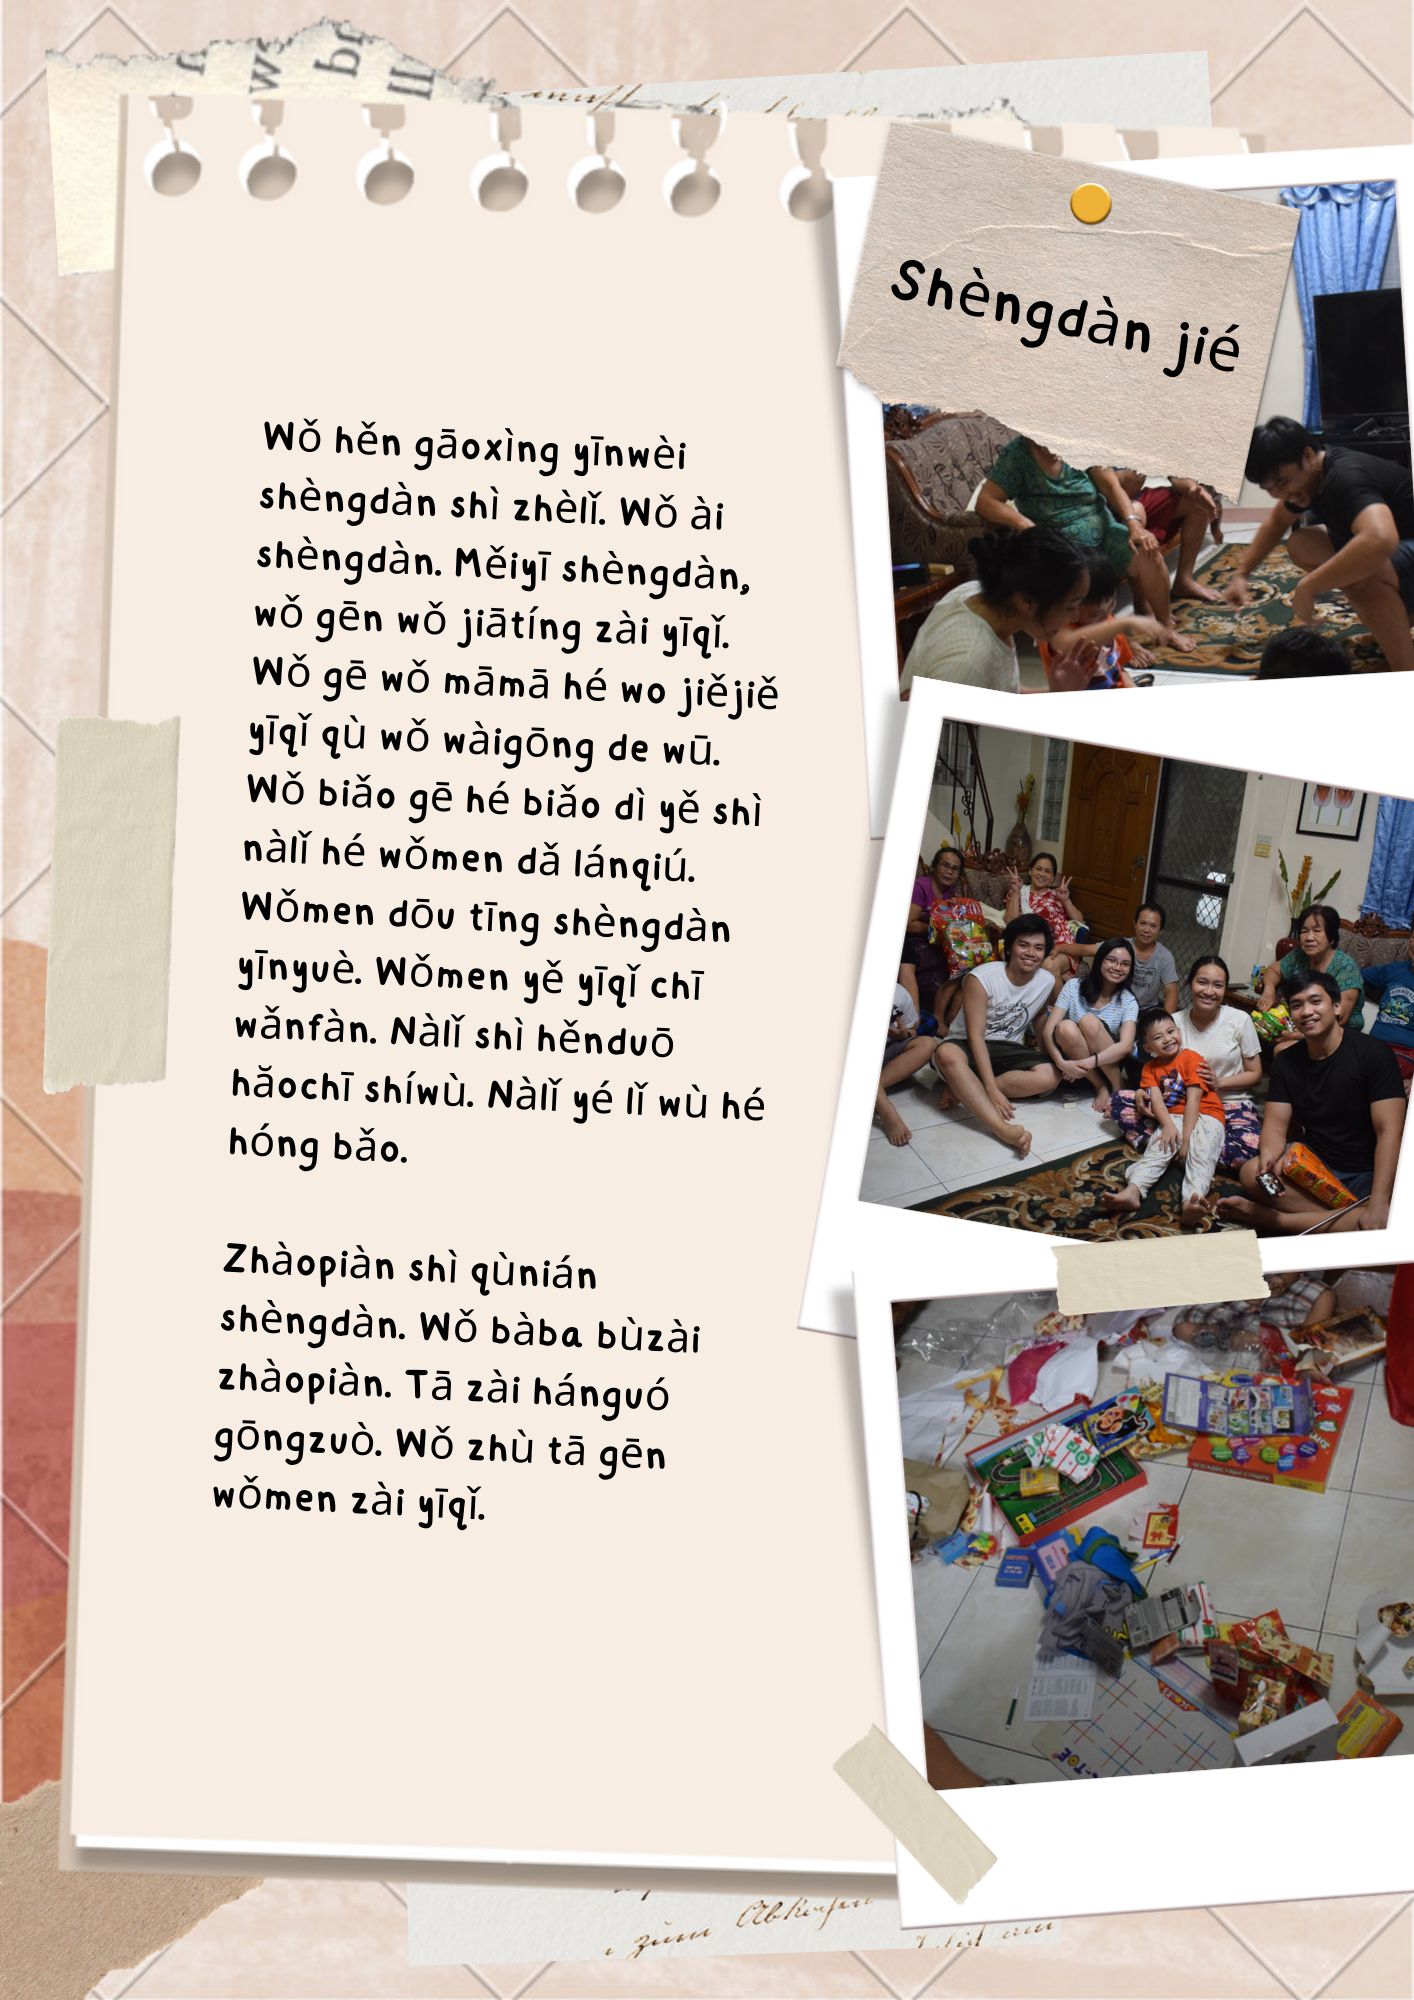 Shèngdàn jié
Wǒ hěn gāoxìng yīnwèi
shèngdàn shì zhèlǐ. Wǒ ài
shèngdàn. Měiyī shèngdàn,
wǒ gēn wǒ jiātíng zài yīqǐ.
Wǒ gē wǒ māmā hé wo jiějiě
yīqǐ qù wǒ wàigōng de wū.
Wǒ biǎo gē hé biǎo dì yě shì
nàlǐ hé wǒmen dǎ lánqiú.
Wǒmen dōu tīng shèngdàn
yīnyuè. Wǒmen yě yīqǐ chī
wǎnfàn. Nàlǐ shì hěnduō
hǎochī shíwù. Nàlǐ yé lǐ wù hé
hóng bǎo.
Zhàopiàn shì qùnián
shèngdàn. Wǒ bàba bùzài
zhàopiàn. Tā zài hánguó
gōngzuò. Wǒ zhù tā gēn
wǒmen zài yīqǐ.
zum